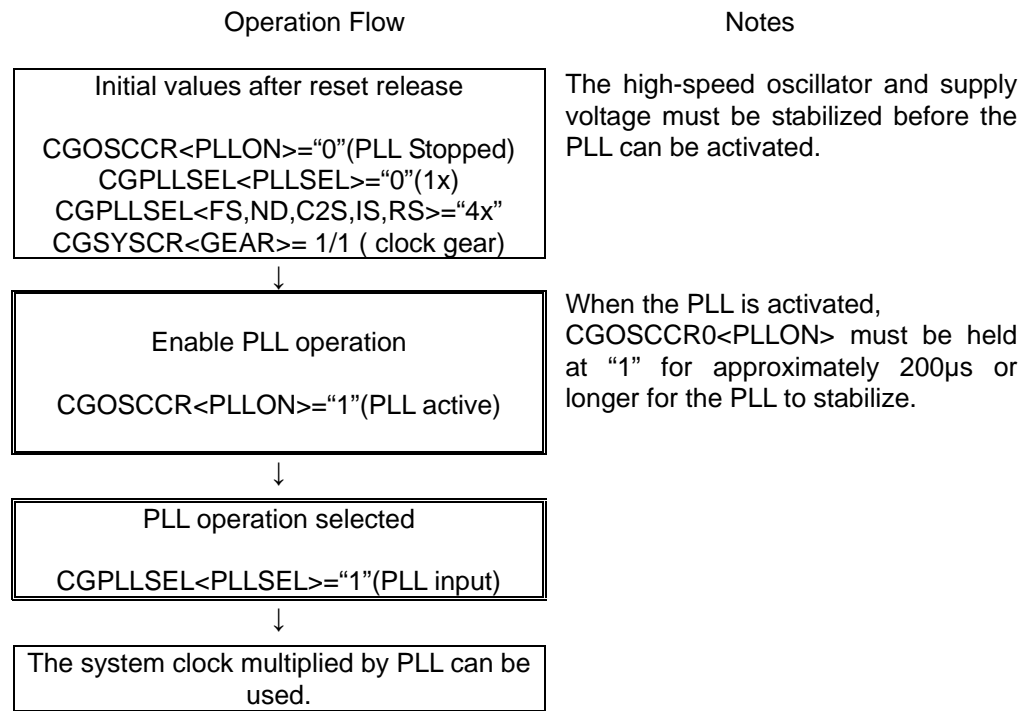 Operation Flow
Notes
Initial values after reset release
CGOSCCR<PLLON>=“0”(PLL Stopped)
CGPLLSEL<PLLSEL>=“0”(1x)
CGPLLSEL<FS,ND,C2S,IS,RS>=“4x”
CGSYSCR<GEAR>= 1/1 ( clock gear)
The high-speed oscillator and supply
voltage must be stabilized before the
PLL can be activated.
↓
Enable PLL operation
CGOSCCR<PLLON>=“1”(PLL active)
When the PLL is activated,
CGOSCCR0<PLLON> must be held
at “1” for approximately 200µs or
longer for the PLL to stabilize.
↓
PLL operation selected
CGPLLSEL<PLLSEL>=“1”(PLL input)
↓
The system clock multiplied by PLL can be
used.